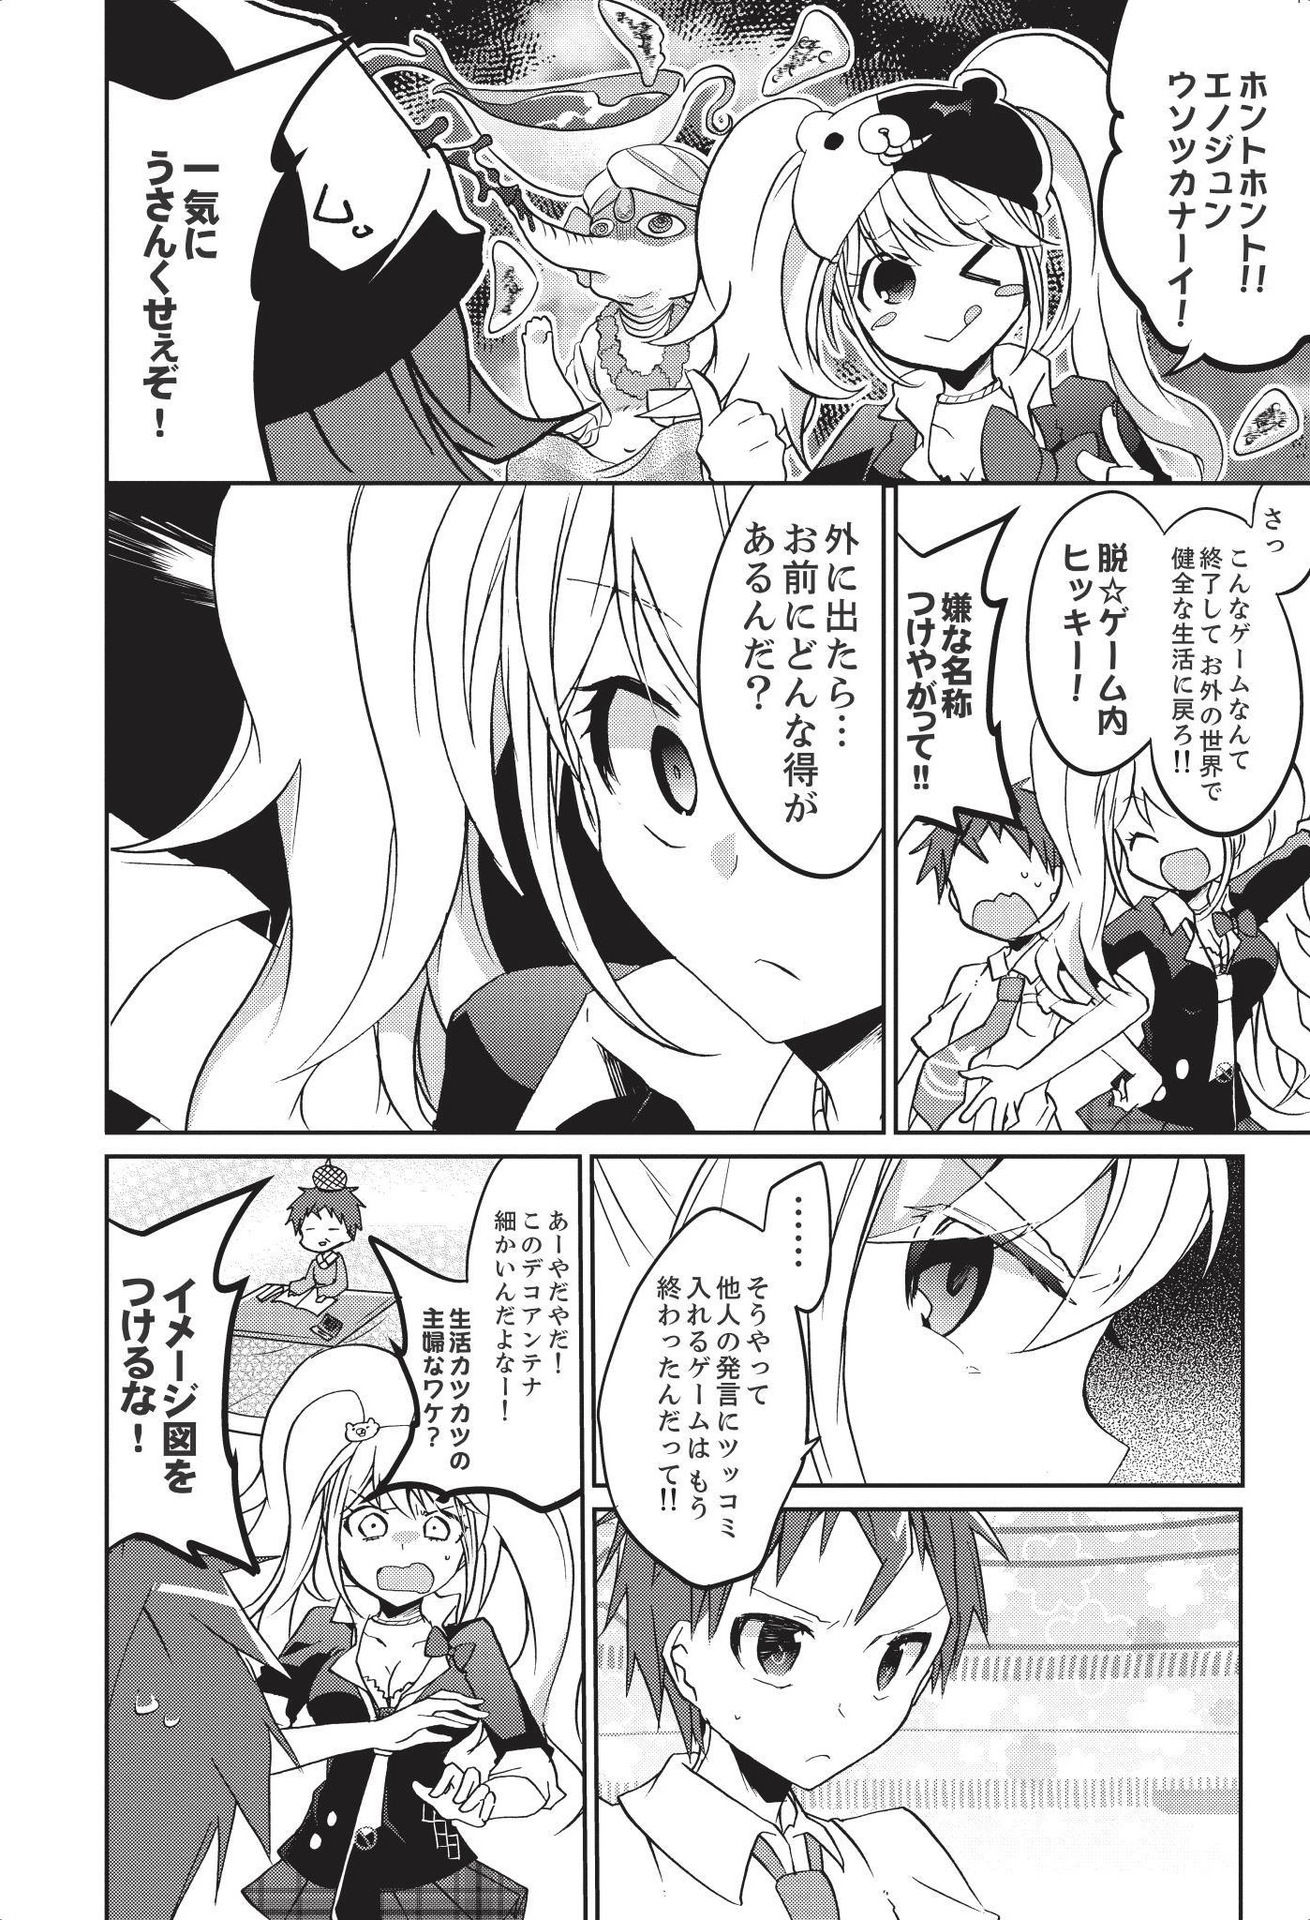 ホントホント!!
エノジュン
ウソツカナーイ！
一気に
うさんくせぇぞ！
さっ
こんなゲームなんて
終了して お外の世界で
健全な生活に戻ろ!!
脱☆ゲーム内
ヒッキー！
嫌な名称
つけやがって!!
外に出たら…
お前にどんな得が
あるんだ？
……
そうやって
他人の発言にツッコミ
入れるゲームは もう
終わったんだって!!
あーやだやだ！
このデコアンテナ
細かいんだよなー！
生活カツカツの
主婦なワケ？
イメージ図を
つけるな！